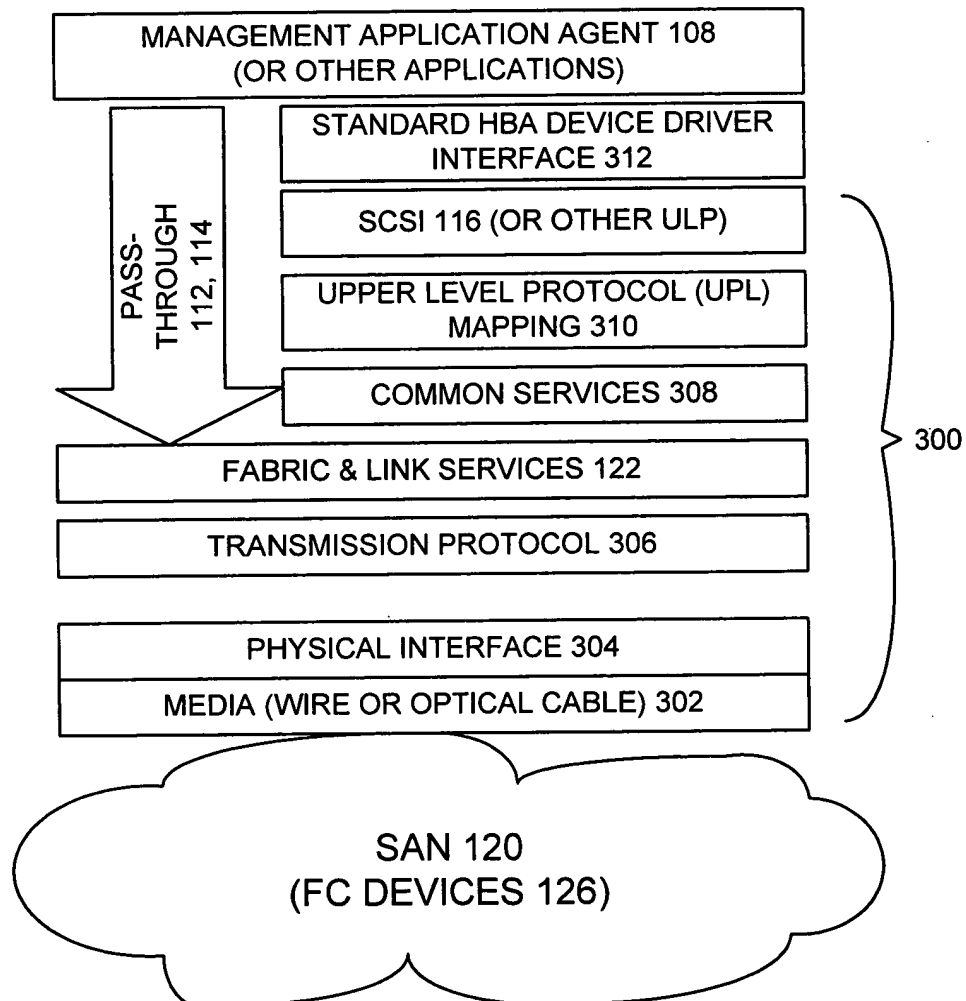 MANAGEMENT APPLICATION AGENT 108
(OR OTHER APPLICATIONS)
STANDARD HBA DEVICE DRIVER
INTERFACE 312
PASS-
THROUGH
112, 114
SCSI 116 (OR OTHER ULP)
UPPER LEVEL PROTOCOL (UPL)
MAPPING 310
COMMON SERVICES 308
300
FABRIC & LINK SERVICES 122
TRANSMISSION PROTOCOL 306
PHYSICAL INTERFACE 304
MEDIA (WIRE OR OPTICAL CABLE) 302
SAN 120
(FC DEVICES 126)